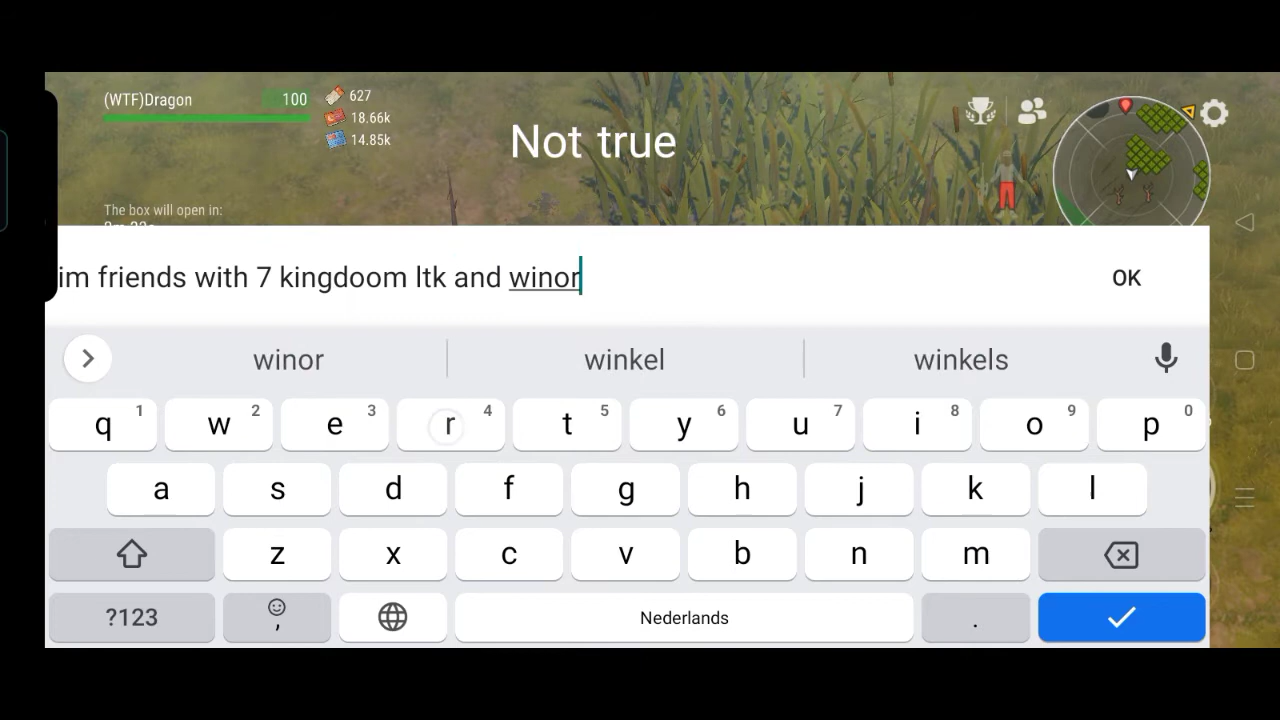 (WTF)Dragon 100
627
18.66k
14.85k
Not true
The box will open in:
im friends with 7 kingdoom ltk and winor
OK
winor winkel winkels
q 1 w 2 e 3 r 4 t 5 y 6 u 7 i 8 o 9 p 0
a s d f g h j k l
z x c v b n m
?123 , Nederlands .